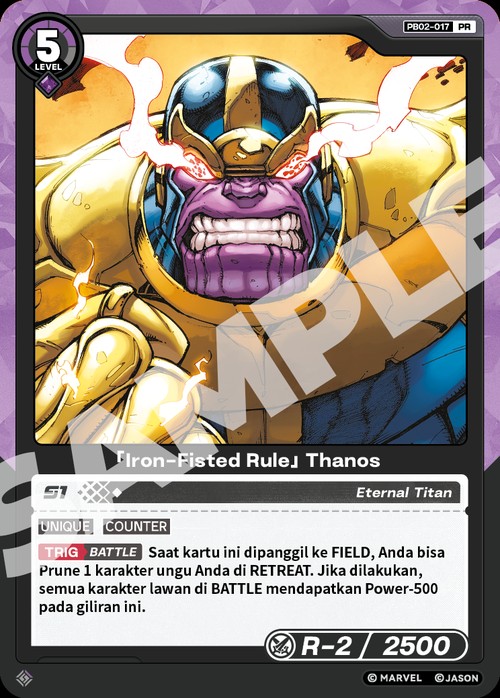 PB02-017 PR
5
LEVEL
「Iron-Fisted Rule」 Thanos
S1
Eternal Titan
UNIQUE COUNTER
TRIG BATTLE Saat kartu ini dipanggil ke FIELD, Anda bisa
Prune 1 karakter ungu Anda di RETREAT. Jika dilakukan,
semua karakter lawan di BATTLE mendapatkan Power-500
pada giliran ini.
R-2 / 2500
© MARVEL ©JASON
SAMPLE